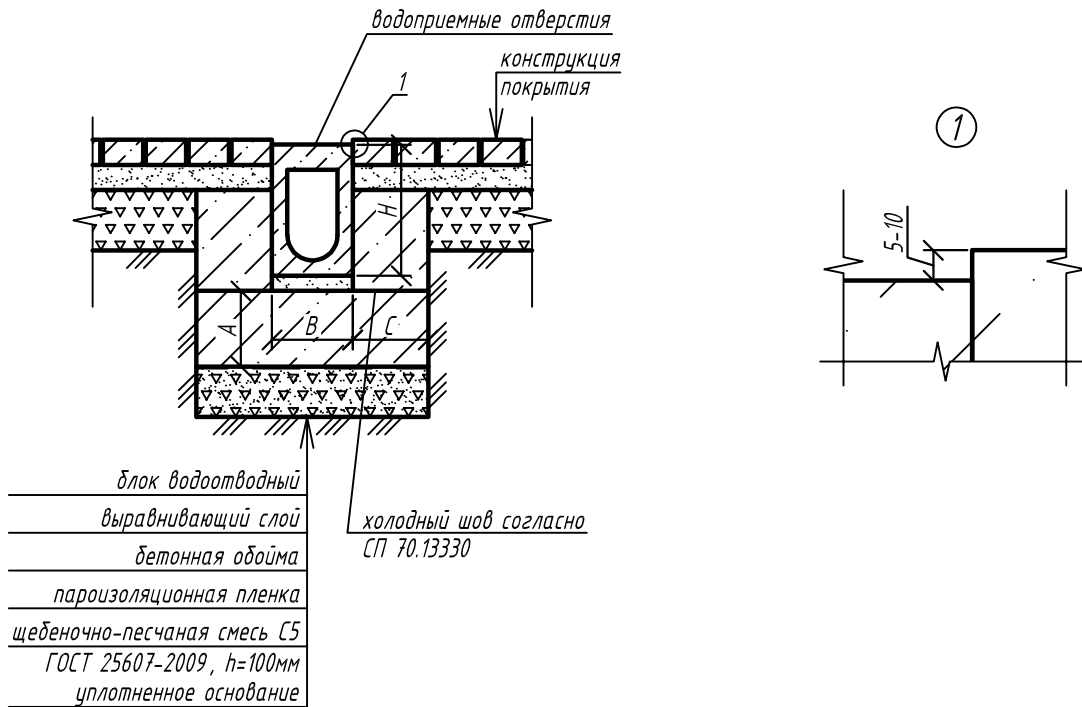 водоприемные отверстия
конструкция
покрытия
1
1
5-10
H
A
B
C
блок водоотводный
выравнивающий слой
бетонная обойма
пароизоляционная пленка
щебеночно-песчаная смесь С5
ГОСТ 25607-2009, h=100мм
уплотненное основание
холодный шов согласно
СП 70.13330